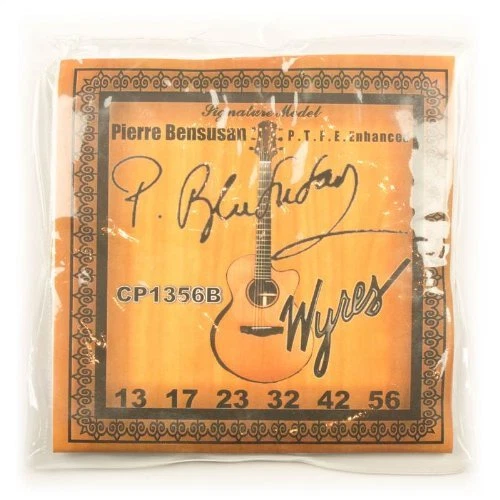 Signature Model
Pierre Bensusan P.T.F.E. Enhanced
P. Bensusan
CP1356B
Wyres
13 17 23 32 42 56